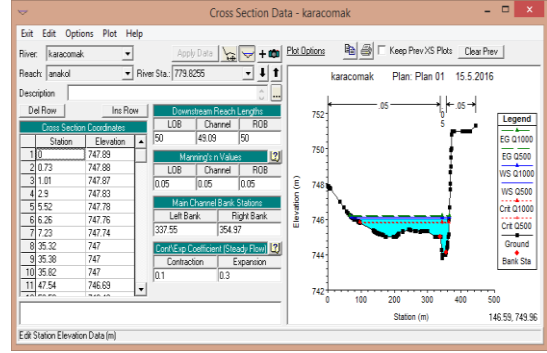 Cross Section Data - karacomak
Exit Edit Options Plot Help
River: karacomak Apply Data
Reach: anakol River Sta.: 779.8255
Description
Plot Options Keep Prev XS Plots Clear Prev
Del Row Ins Row
Cross Section Coordinates
Station Elevation
1 0 747.89
2 0.73 747.88
3 1.01 747.87
4 2.9 747.83
5 5.52 747.78
6 6.26 747.76
7 7.23 747.74
8 35.32 747
9 35.38 747
10 35.82 747
11 47.54 746.69
Downstream Reach Lengths
LOB Channel ROB
50 49.09 50
Manning's n Values
LOB Channel ROB
0.05 0.05 0.05
Main Channel Bank Stations
Left Bank Right Bank
337.55 354.97
Cont\Exp Coefficient (Steady Flow)
Contraction Expansion
0.1 0.3
karacomak Plan: Plan 01 15.5.2016
.05 .05
0
5
752
750
748
746
744
742
Elevation (m)
0 100 200 300 400 500
Station (m)
Legend
EG Q1000
EG Q500
WS Q1000
WS Q500
Crit Q1000
Crit Q500
Ground
Bank Sta
146.59, 749.96
Edit Station Elevation Data (m)